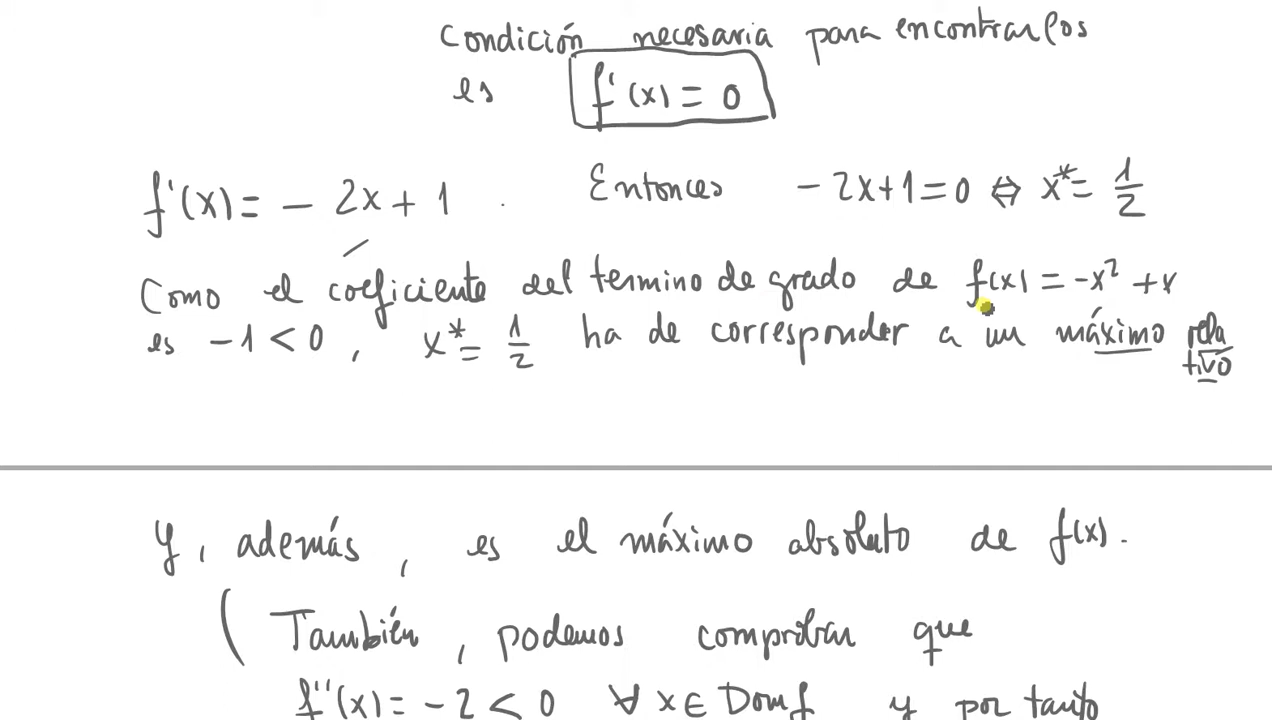 Condición necesaria para encontrarlos
es f'(x) = 0
f'(x) = - 2x + 1 . Entonces - 2x+1 = 0 ⇔ x* = 1/2
Como el coeficiente del termino de grado de f(x) = -x² + x
es -1 < 0 , x* = 1/2 ha de corresponder a un máximo rela
tivo
Y, además, es el máximo absoluto de f(x).
( También, podemos comprobar que
f''(x) = - 2 < 0 ∀ x ∈ Dom f y por tanto